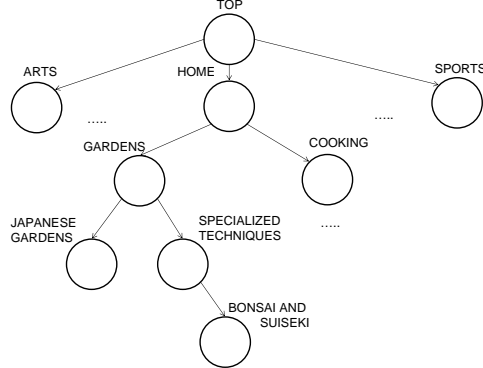 TOP
ARTS
HOME
SPORTS
.....
.....
GARDENS
COOKING
JAPANESE
GARDENS
SPECIALIZED
TECHNIQUES
.....
BONSAI AND
SUISEKI